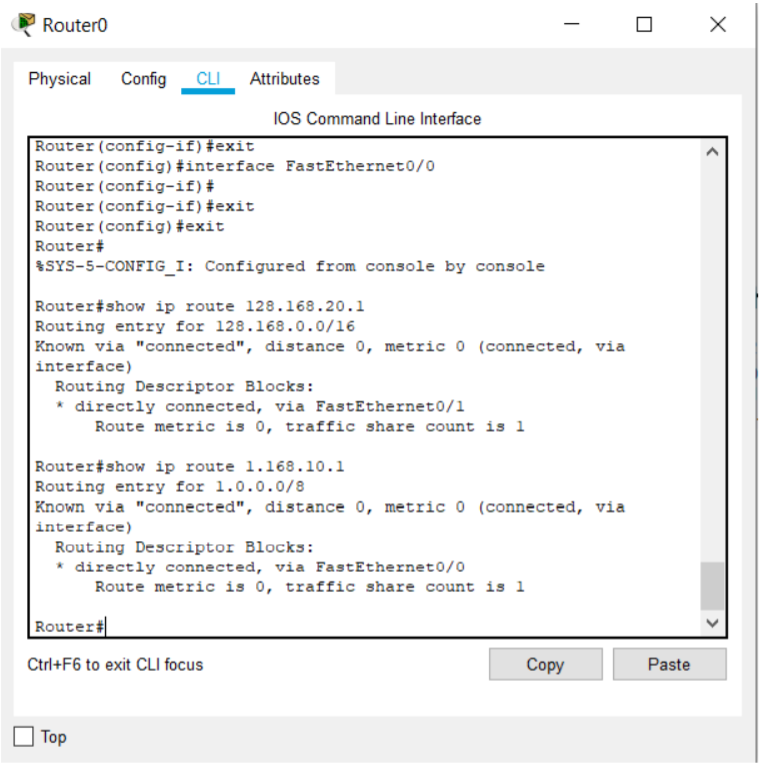 Router0
Physical Config CLI Attributes
IOS Command Line Interface
Router(config-if)#exit
Router(config)#interface FastEthernet0/0
Router(config-if)#
Router(config-if)#exit
Router(config)#exit
Router#
%SYS-5-CONFIG_I: Configured from console by console
Router#show ip route 128.168.20.1
Routing entry for 128.168.0.0/16
Known via "connected", distance 0, metric 0 (connected, via
interface)
Routing Descriptor Blocks:
* directly connected, via FastEthernet0/1
Route metric is 0, traffic share count is 1
Router#show ip route 1.168.10.1
Routing entry for 1.0.0.0/8
Known via "connected", distance 0, metric 0 (connected, via
interface)
Routing Descriptor Blocks:
* directly connected, via FastEthernet0/0
Route metric is 0, traffic share count is 1
Router#
Ctrl+F6 to exit CLI focus Copy Paste
Top